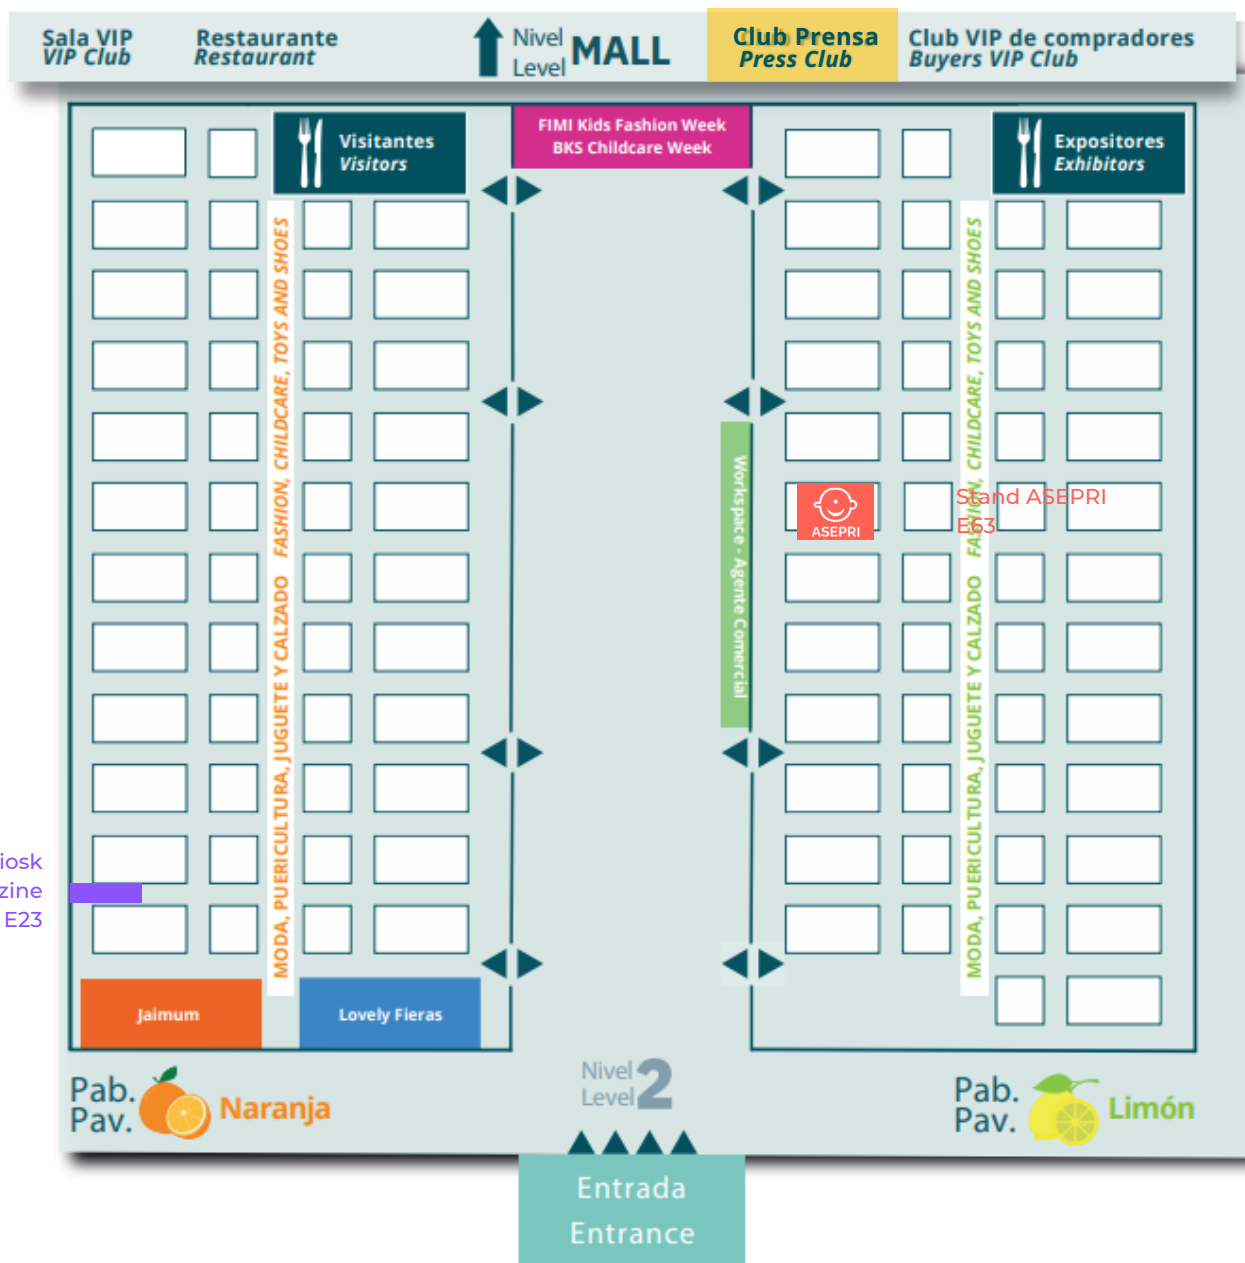 Sala VIP
VIP Club
Restaurante
Restaurant
Nivel
Level
MALL
Club Prensa
Press Club
Club VIP de compradores
Buyers VIP Club
Visitantes
Visitors
FIMI Kids Fashion Week
BKS Childcare Week
Expositores
Exhibitors
MODA, PUERICULTURA, JUGUETE Y CALZADO FASHION, CHILDCARE, TOYS AND SHOES
Workspace - Agente Comercial
ASEPRI
Stand ASEPRI
E63
MODA, PUERICULTURA, JUGUETE Y CALZADO FASHION, CHILDCARE, TOYS AND SHOES
iosk
zine
E23
Jaimum
Lovely Fieras
Pab.
Pav.
Naranja
Nivel
Level
2
Pab.
Pav.
Limón
Entrada
Entrance